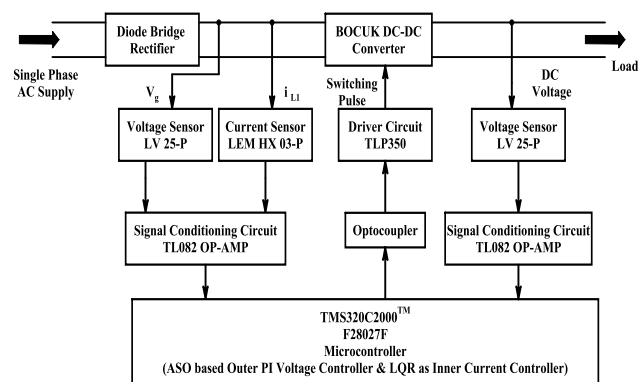 Diode Bridge
Rectifier
BOCUK DC-DC
Converter
Single Phase
AC Supply
Load
V_g
i_L1
Switching
Pulse
DC
Voltage
Voltage Sensor
LV 25-P
Current Sensor
LEM HX 03-P
Driver Circuit
TLP350
Voltage Sensor
LV 25-P
Signal Conditioning Circuit
TL082 OP-AMP
Optocoupler
Signal Conditioning Circuit
TL082 OP-AMP
TMS320C2000™
F28027F
Microcontroller
(ASO based Outer PI Voltage Controller & LQR as Inner Current Controller)